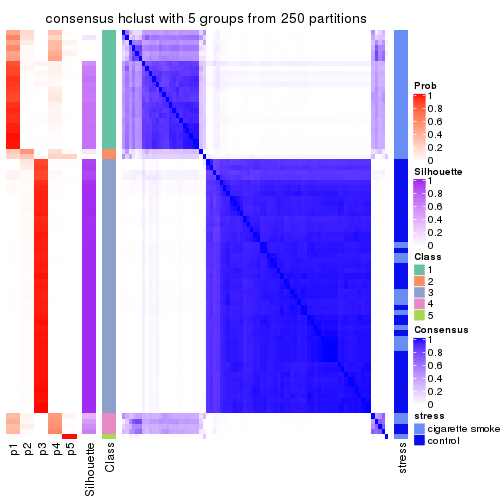 consensus hclust with 5 groups from 250 partitions
Prob
1
0.8
0.6
0.4
0.2
0
Silhouette
1
0.8
0.6
0.4
0.2
0
Class
1
2
3
4
5
Consensus
1
0.8
0.6
0.4
0.2
0
stress
cigarette smoke
control
p1
p2
p3
p4
p5
Silhouette
Class
stress